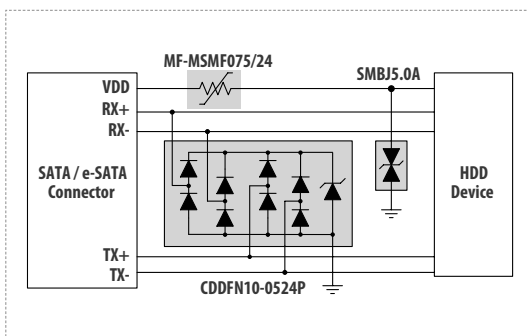 MF-MSMF075/24
SMBJ5.0A
VDD
RX+
RX-
SATA / e-SATA
Connector
HDD
Device
TX+
TX-
CDDFN10-0524P